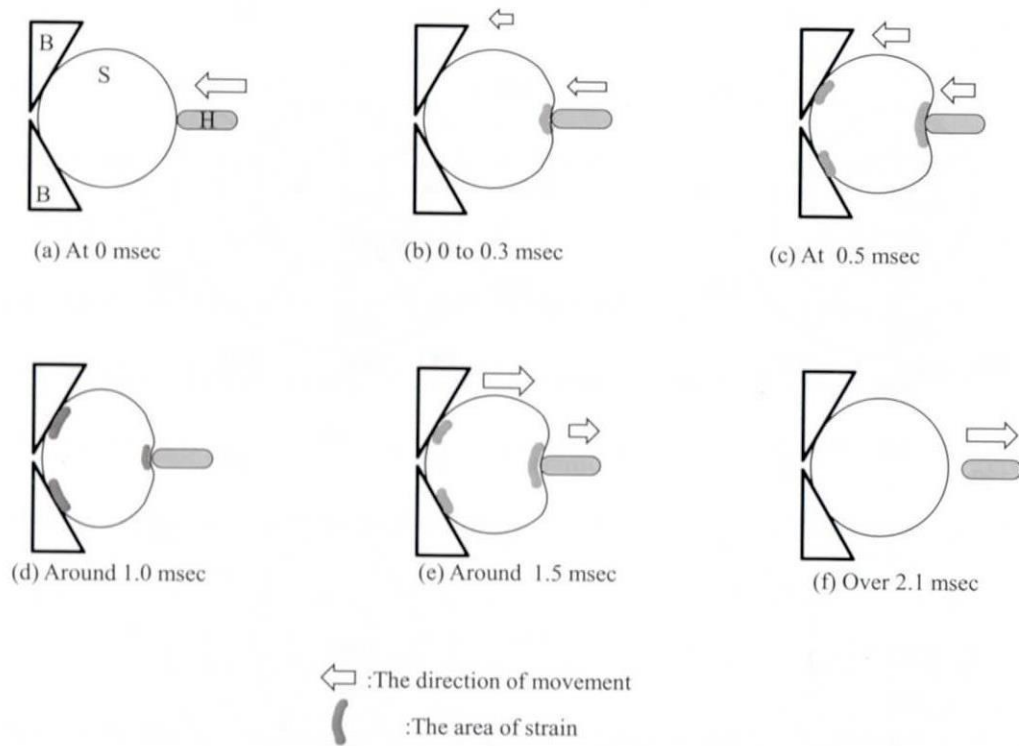 B
S
H
B
(a) At 0 msec
(b) 0 to 0.3 msec
(c) At 0.5 msec
(d) Around 1.0 msec
(e) Around 1.5 msec
(f) Over 2.1 msec
:The direction of movement
:The area of strain